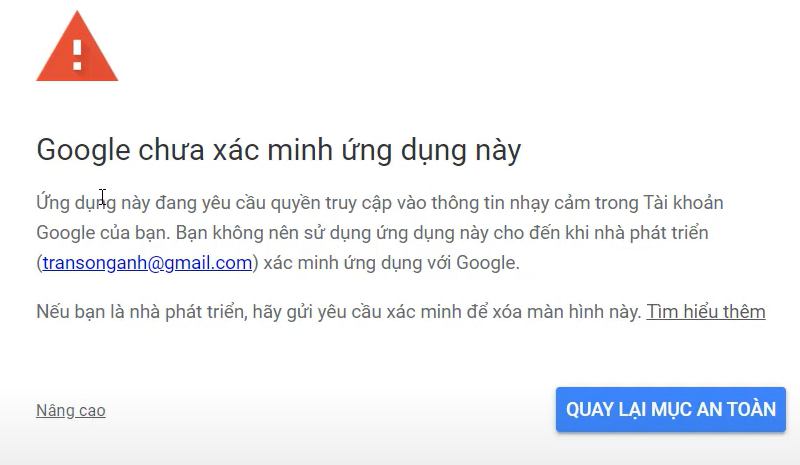 Google chưa xác minh ứng dụng này
Ứng dụng này đang yêu cầu quyền truy cập vào thông tin nhạy cảm trong Tài khoản
Google của bạn. Bạn không nên sử dụng ứng dụng này cho đến khi nhà phát triển
(transonganh@gmail.com) xác minh ứng dụng với Google.
Nếu bạn là nhà phát triển, hãy gửi yêu cầu xác minh để xóa màn hình này. Tìm hiểu thêm
Nâng cao
QUAY LẠI MỤC AN TOÀN